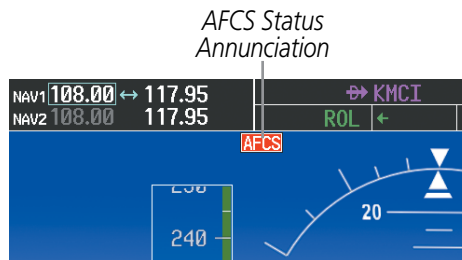 AFCS Status
Annunciation
NAV1 108.00 ↔ 117.95 KMCI
NAV2 108.00 117.95 ROL ←
AFCS
20
240